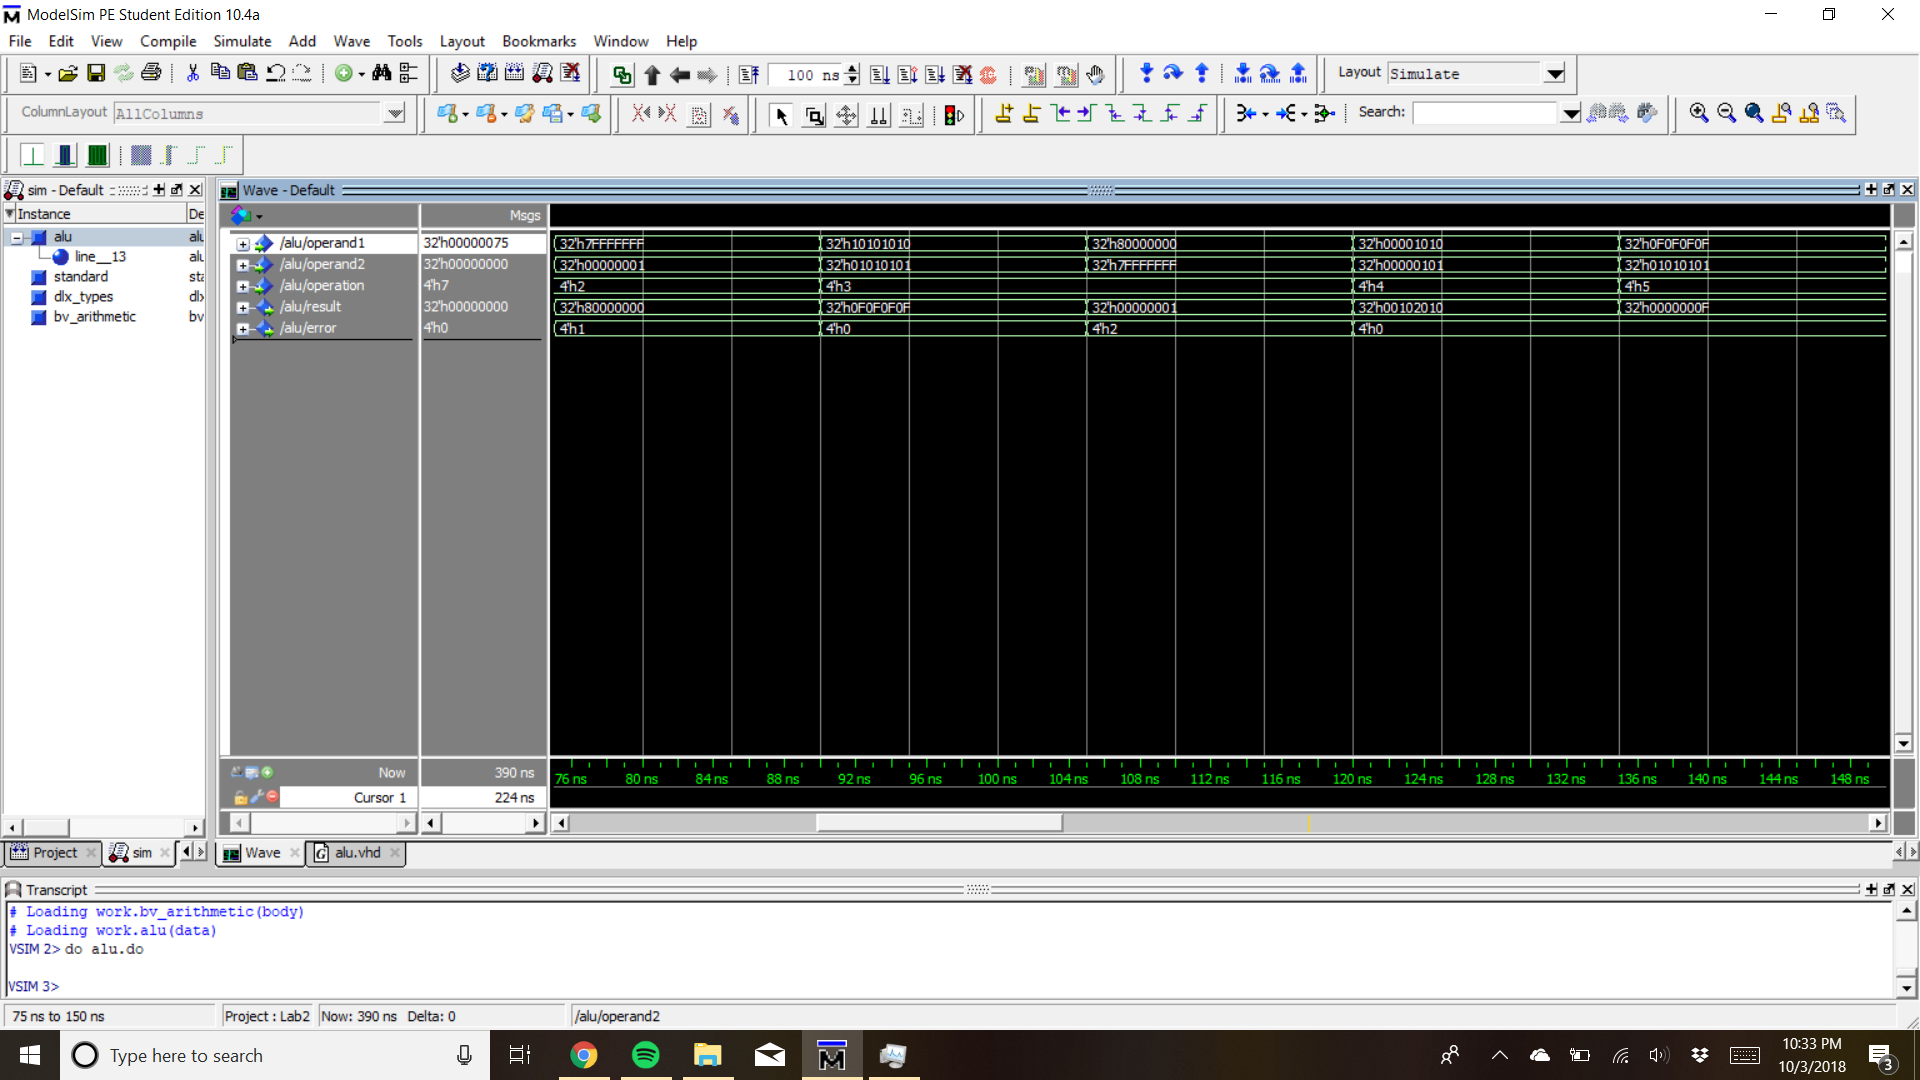 ModelSim PE Student Edition 10.4a
File Edit View Compile Simulate Add Wave Tools Layout Bookmarks Window Help
100 ns
Layout Simulate
ColumnLayout AllColumns
Search:
sim - Default
Wave - Default
Instance
Msgs
alu alu
line__13 alu
standard sta
dlx_types dlx
bv_arithmetic bv
/alu/operand1 32'h00000075 32'h7FFFFFFF 32'h10101010 32'h80000000 32'h00001010 32'h0F0F0F0F
/alu/operand2 32'h00000000 32'h00000001 32'h01010101 32'h7FFFFFFF 32'h00000101 32'h01010101
/alu/operation 4'h7 4'h2 4'h3 4'h4 4'h5
/alu/result 32'h00000000 32'h80000000 32'h0F0F0F0F 32'h00000001 32'h00102010 32'h0000000F
/alu/error 4'h0 4'h1 4'h0 4'h2 4'h0
Now 390 ns
76 ns 80 ns 84 ns 88 ns 92 ns 96 ns 100 ns 104 ns 108 ns 112 ns 116 ns 120 ns 124 ns 128 ns 132 ns 136 ns 140 ns 144 ns 148 ns
Cursor 1 224 ns
Project sim Wave alu.vhd
Transcript
# Loading work.bv_arithmetic(body)
# Loading work.alu(data)
VSIM 2> do alu.do
VSIM 3>
75 ns to 150 ns Project : Lab2 Now: 390 ns Delta: 0 /alu/operand2
Type here to search
10:33 PM
10/3/2018
3